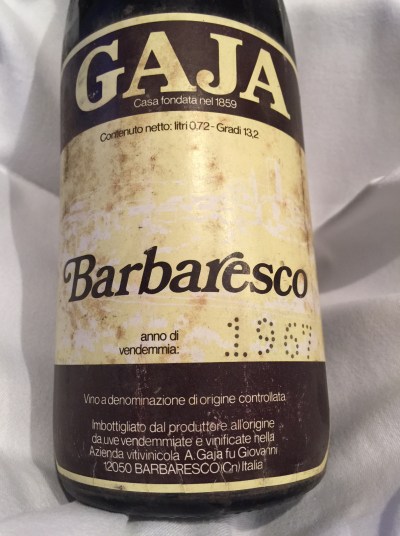 GAJA
Casa fondata nel 1859
Contenuto netto: litri 0.72 - Gradi 13,2
Barbaresco
anno di
vendemmia: 1967
Vino a denominazione di origine controllata
Imbottigliato dal produttore all'origine
da uve vendemmiate e vinificate nella
Azienda vitivinicola A. Gaja fu Giovanni
12050 BARBARESCO (Cn) Italia